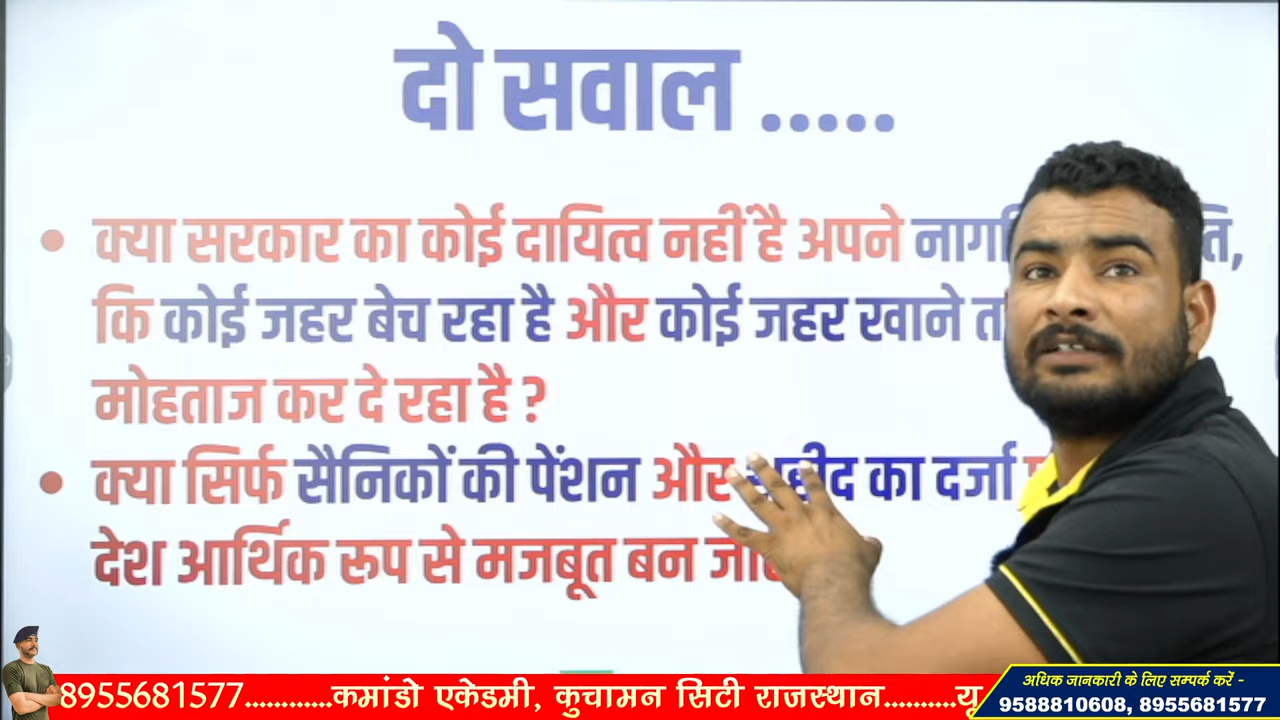 दो सवाल .....
• क्या सरकार का कोई दायित्व नहीं है अपने
कि कोई जहर बेच रहा है और कोई जहर खाने
मोहताज कर दे रहा है ?
• क्या सिर्फ सैनिकों की पेंशन और का दर्जा
देश आर्थिक रूप से मजबूत बन
8955681577............कमांडो एकेडमी, कुचामन सिटी राजस्थान..........यू
अधिक जानकारी के लिए सम्पर्क करें -
9588810608, 8955681577